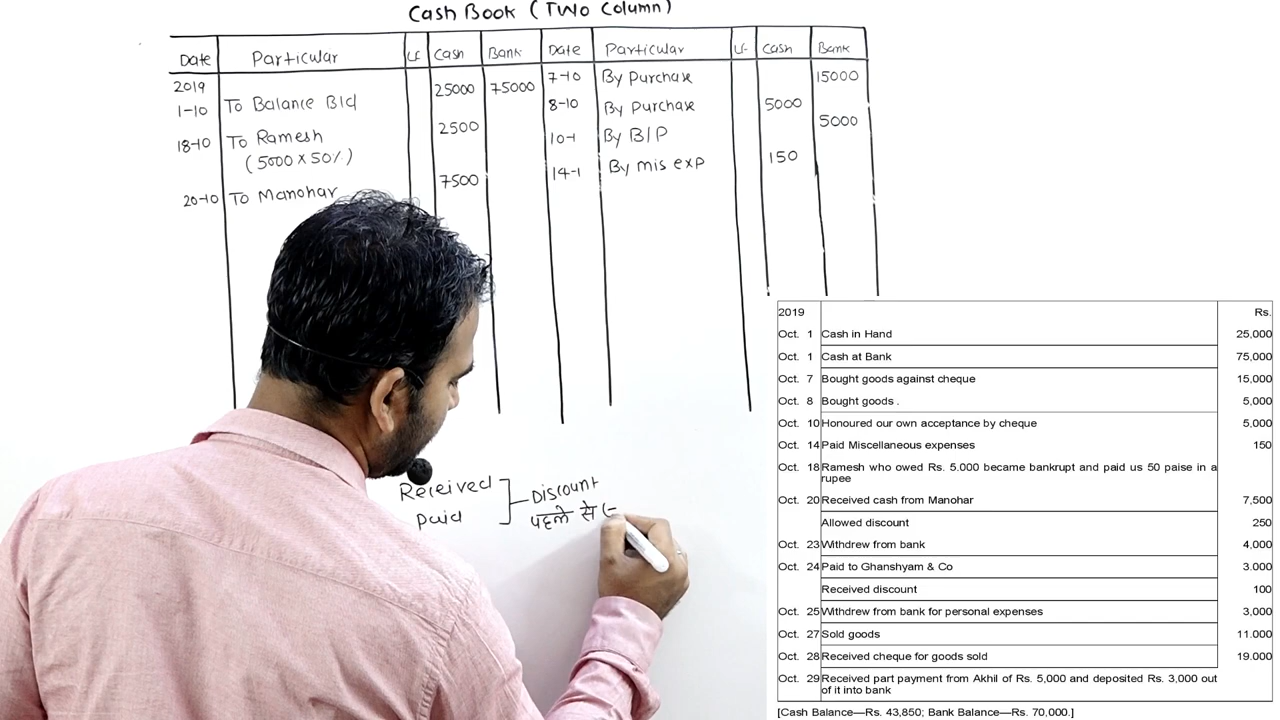 Cash Book (Two Column)
Date Particular LF Cash Bank Date Particular LF Cash Bank
2019 25000 75000 7-10 By Purchase 15000
1-10 To Balance B/d 8-10 By Purchase 5000
18-10 To Ramesh 2500 10-1 By B/P 5000
(5000 X 50%) 14-1 By mis exp 150
20-10 To Manohar 7500
Received
Paid
Discount
पहले से (-
2019 Rs.
Oct. 1 Cash in Hand 25,000
Oct. 1 Cash at Bank 75,000
Oct. 7 Bought goods against cheque 15,000
Oct. 8 Bought goods . 5,000
Oct. 10 Honoured our own acceptance by cheque 5,000
Oct. 14 Paid Miscellaneous expenses 150
Oct. 18 Ramesh who owed Rs. 5.000 became bankrupt and paid us 50 paise in a
rupee
Oct. 20 Received cash from Manohar 7,500
Allowed discount 250
Oct. 23 Withdrew from bank 4,000
Oct. 24 Paid to Ghanshyam & Co 3.000
Received discount 100
Oct. 25 Withdrew from bank for personal expenses 3,000
Oct. 27 Sold goods 11.000
Oct. 28 Received cheque for goods sold 19.000
Oct. 29 Received part payment from Akhil of Rs. 5,000 and deposited Rs. 3,000 out
of it into bank
[Cash Balance—Rs. 43,850; Bank Balance—Rs. 70,000.]